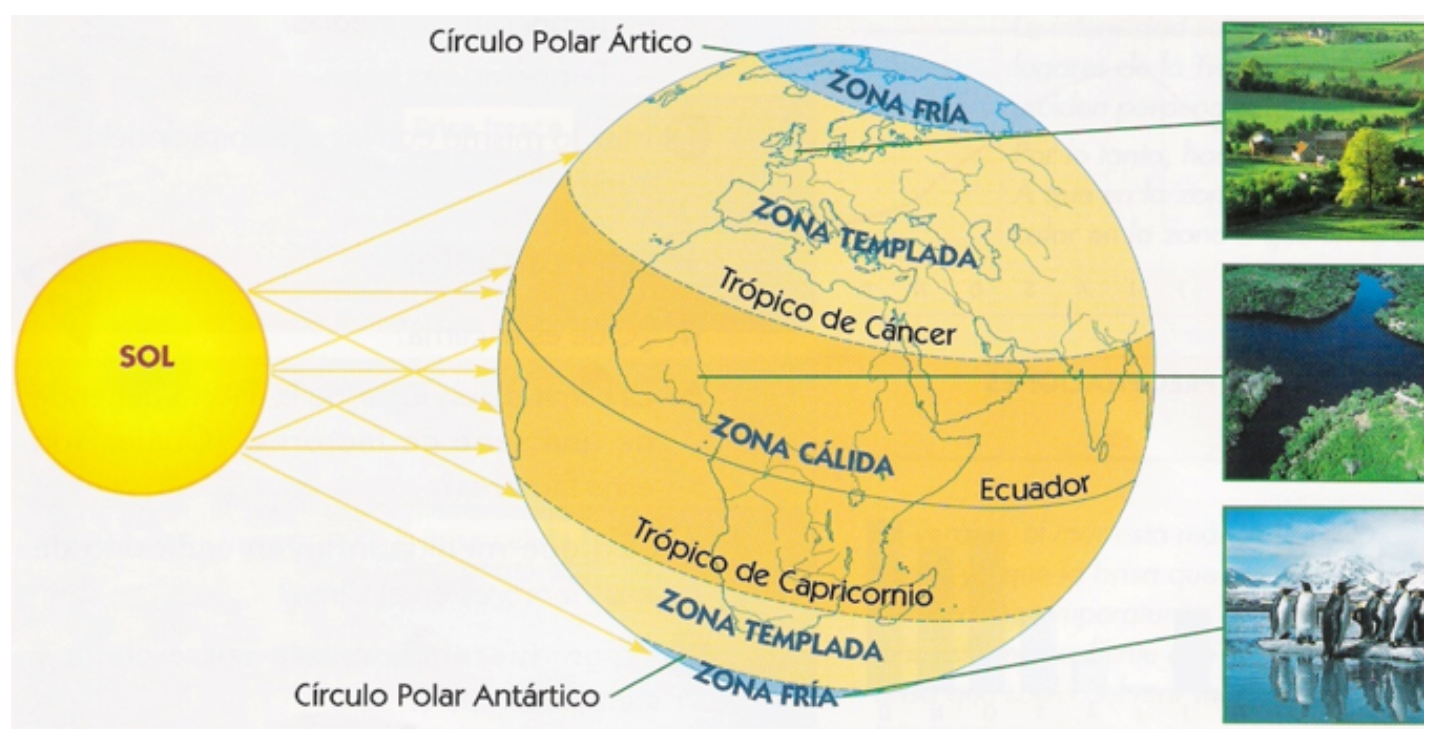 Círculo Polar Ártico
ZONA FRÍA
ZONA TEMPLADA
Trópico de Cáncer
SOL
ZONA CÁLIDA
Ecuador
Trópico de Capricornio
ZONA TEMPLADA
ZONA FRÍA
Círculo Polar Antártico